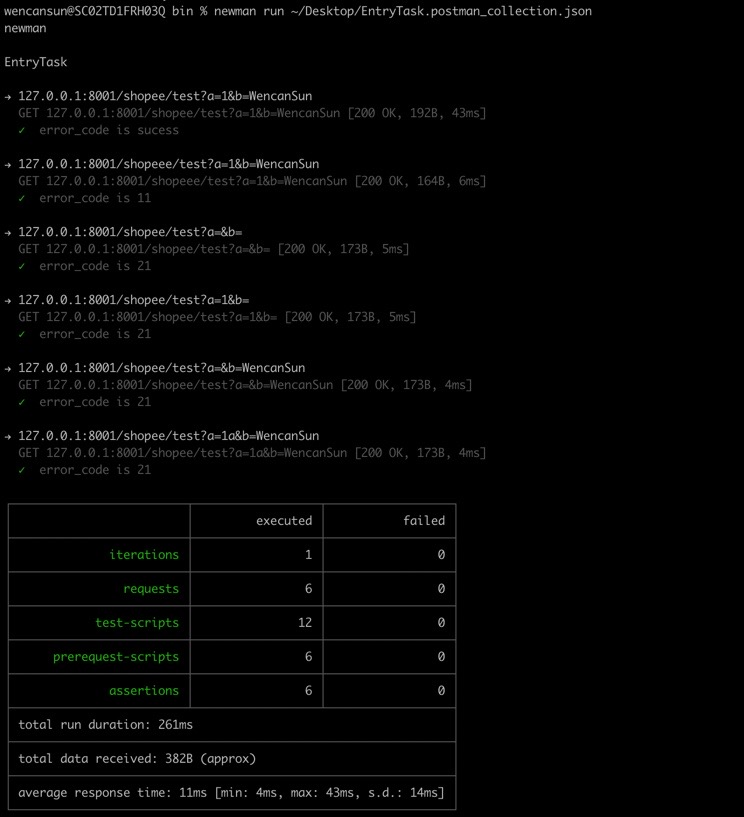 wencansun@SC02TD1FRH03Q bin % newman run ~/Desktop/EntryTask.postman_collection.json
newman
EntryTask
→ 127.0.0.1:8001/shopee/test?a=1&b=WencanSun
GET 127.0.0.1:8001/shopee/test?a=1&b=WencanSun [200 OK, 192B, 43ms]
✓ error_code is sucess
→ 127.0.0.1:8001/shopeee/test?a=1&b=WencanSun
GET 127.0.0.1:8001/shopeee/test?a=1&b=WencanSun [200 OK, 164B, 6ms]
✓ error_code is 11
→ 127.0.0.1:8001/shopee/test?a=&b=
GET 127.0.0.1:8001/shopee/test?a=&b= [200 OK, 173B, 5ms]
✓ error_code is 21
→ 127.0.0.1:8001/shopee/test?a=1&b=
GET 127.0.0.1:8001/shopee/test?a=1&b= [200 OK, 173B, 5ms]
✓ error_code is 21
→ 127.0.0.1:8001/shopee/test?a=&b=WencanSun
GET 127.0.0.1:8001/shopee/test?a=&b=WencanSun [200 OK, 173B, 4ms]
✓ error_code is 21
→ 127.0.0.1:8001/shopee/test?a=1a&b=WencanSun
GET 127.0.0.1:8001/shopee/test?a=1a&b=WencanSun [200 OK, 173B, 4ms]
✓ error_code is 21
executed failed
iterations 1 0
requests 6 0
test-scripts 12 0
prerequest-scripts 6 0
assertions 6 0
total run duration: 261ms
total data received: 382B (approx)
average response time: 11ms [min: 4ms, max: 43ms, s.d.: 14ms]